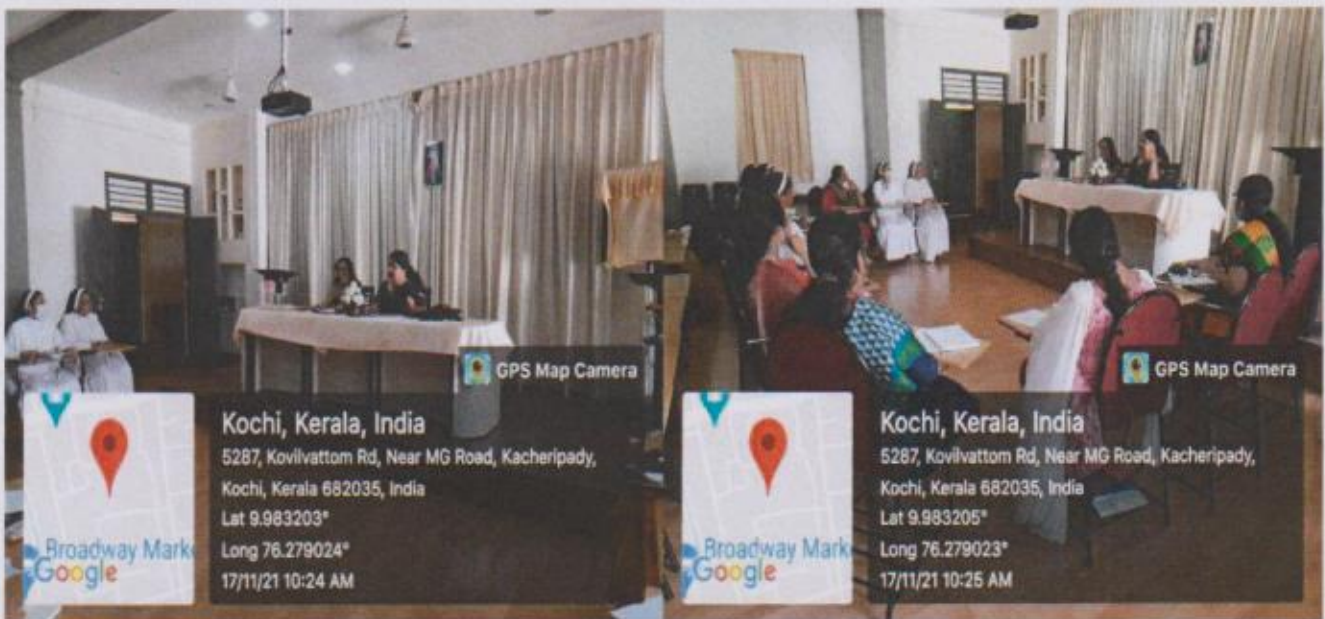 GPS Map Camera
Broadway Mark
Google
Kochi, Kerala, India
5287, Kovilvattom Rd, Near MG Road, Kacheripady,
Kochi, Kerala 682035, India
Lat 9.983203°
Long 76.279024°
17/11/21 10:24 AM
GPS Map Camera
Broadway Mark
Google
Kochi, Kerala, India
5287, Kovilvattom Rd, Near MG Road, Kacheripady,
Kochi, Kerala 682035, India
Lat 9.983205°
Long 76.279023°
17/11/21 10:25 AM